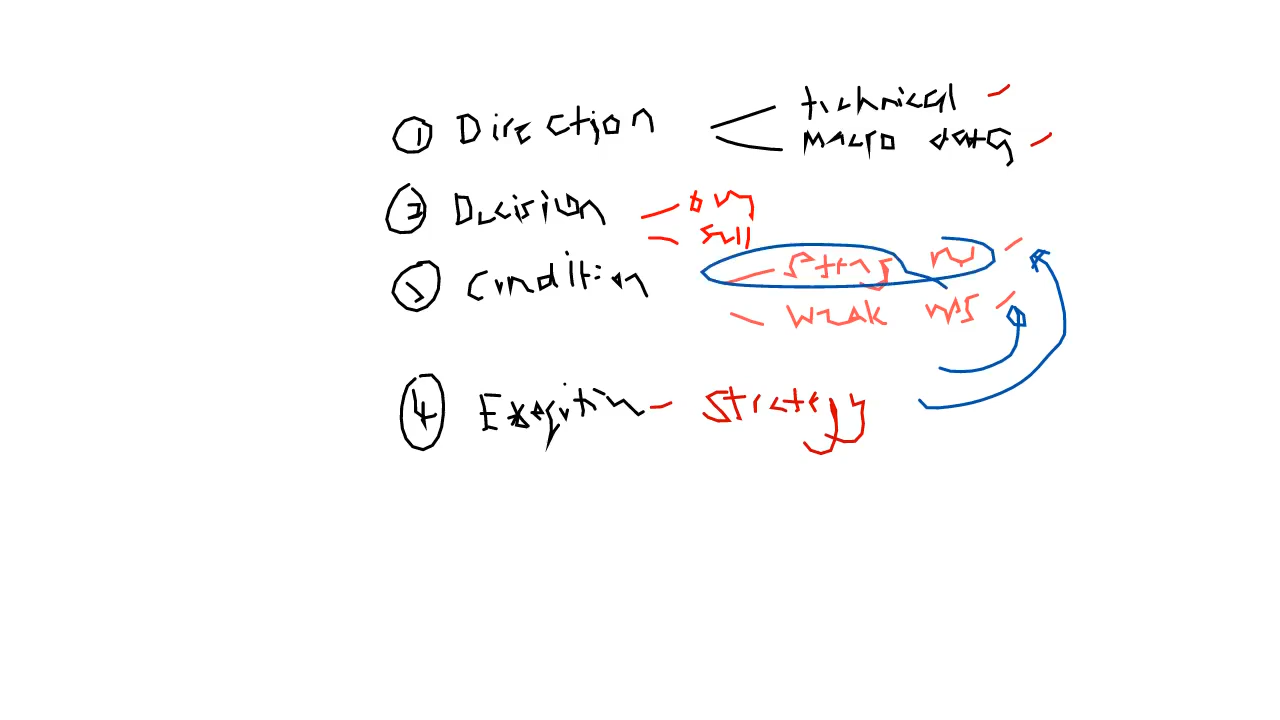 ① Direction technical
macro data
② Decision buy
sell
③ Condition strong
weak
④ Execution - Strategy